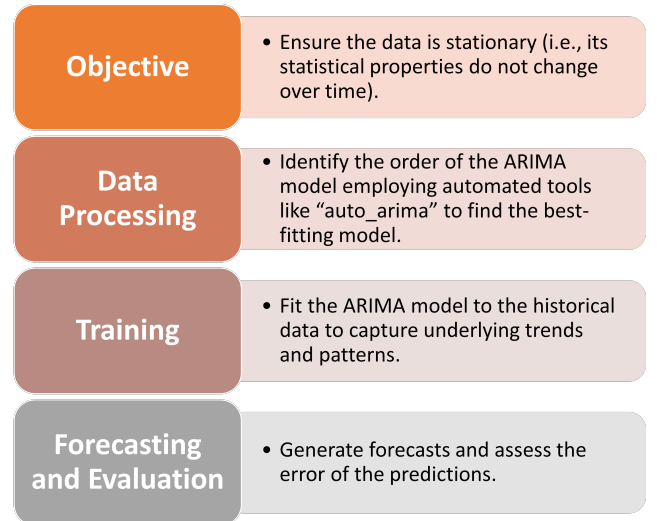 Objective
• Ensure the data is stationary (i.e., its
statistical properties do not change
over time).
Data
Processing
• Identify the order of the ARIMA
model employing automated tools
like “auto_arima” to find the best-
fitting model.
Training
• Fit the ARIMA model to the historical
data to capture underlying trends
and patterns.
Forecasting
and Evaluation
• Generate forecasts and assess the
error of the predictions.